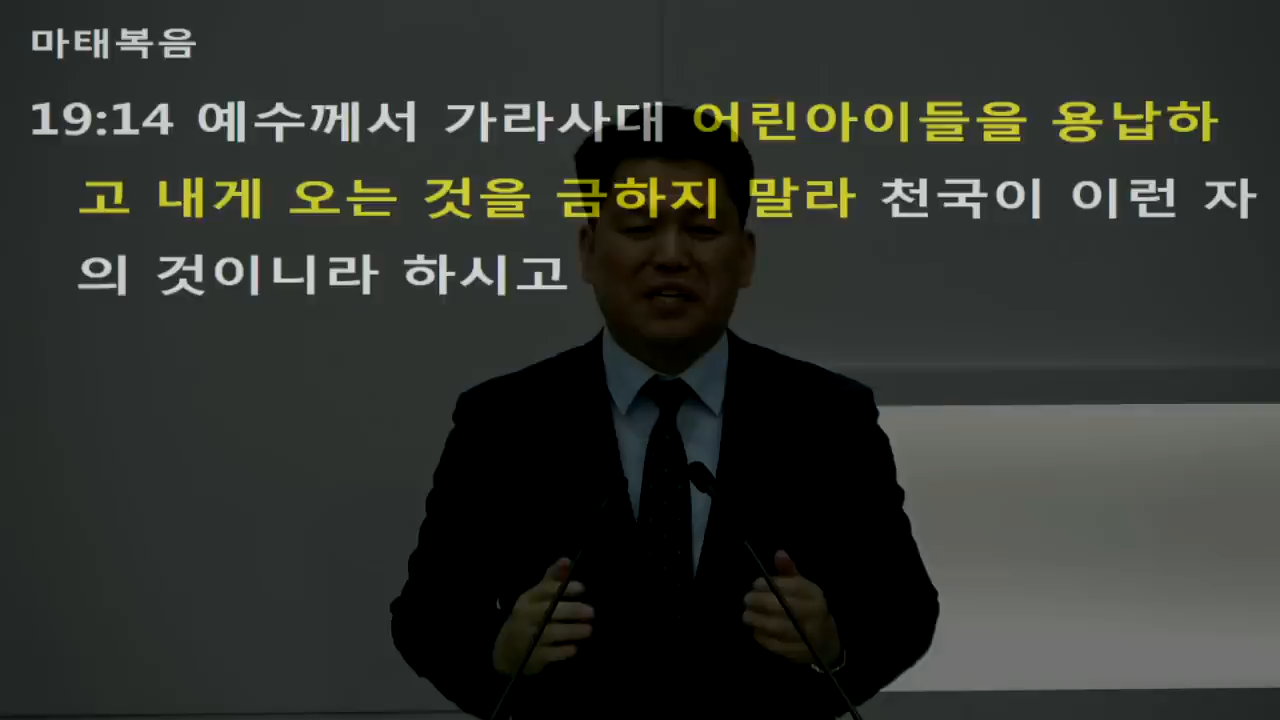 마태복음
19:14 예수께서 가라사대 어린아이들을 용납하
고 내게 오는 것을 금하지 말라 천국이 이런 자
의 것이니라 하시고